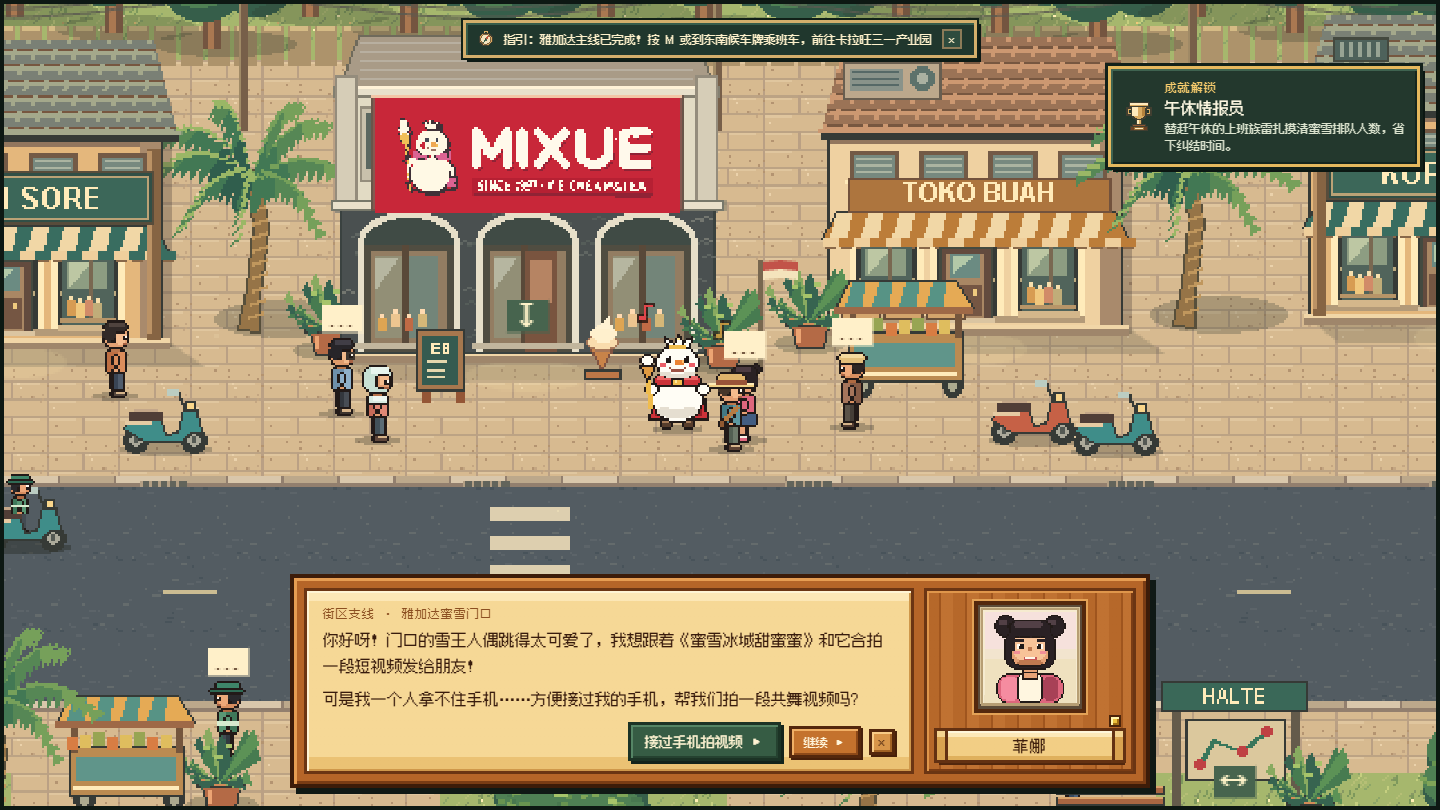 指引：雅加达主线已完成！按 M 或到东南候车牌乘班车，前往卡拉旺三一产业园
×
成就解锁
午休情报员
替赶午休的上班族雷扎摸清蜜雪排队人数，省
下纠结时间。
SORE
MIXUE
TOKO BUAH
...
...
...
...
街区支线 · 雅加达蜜雪门口
你好呀！门口的雪王人偶跳得太可爱了，我想跟着《蜜雪冰城甜蜜蜜》和它合拍
一段短视频发给朋友！
可是我一个人拿不住手机……方便接过我的手机，帮我们拍一段共舞视频吗？
接过手机拍视频 ▶
继续 ▶
×
菲娜
HALTE